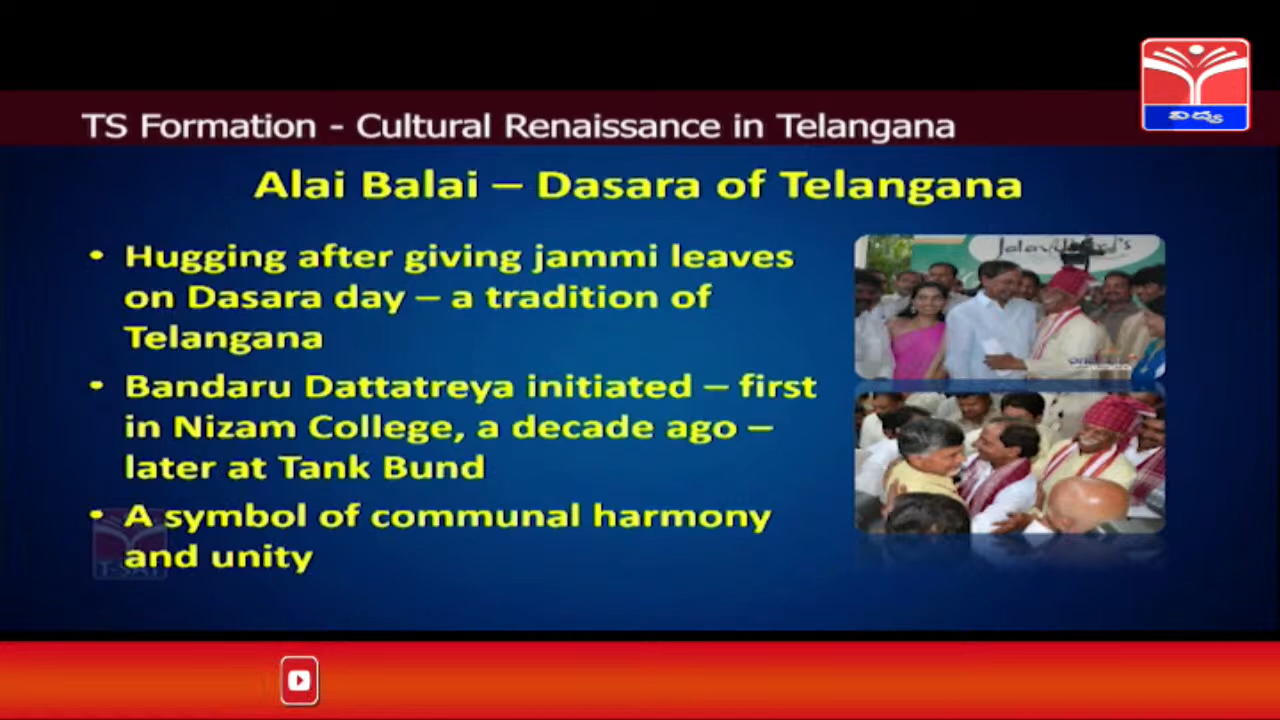 TS Formation - Cultural Renaissance in Telangana
విద్య
Alai Balai – Dasara of Telangana
• Hugging after giving jammi leaves
on Dasara day – a tradition of
Telangana
• Bandaru Dattatreya initiated – first
in Nizam College, a decade ago –
later at Tank Bund
• A symbol of communal harmony
and unity
T-SAT